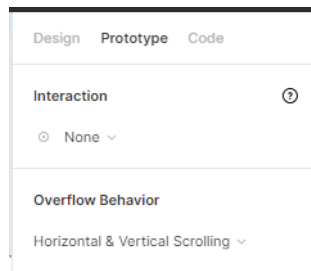 Design Prototype Code
Interaction
None
Overflow Behavior
Horizontal & Vertical Scrolling